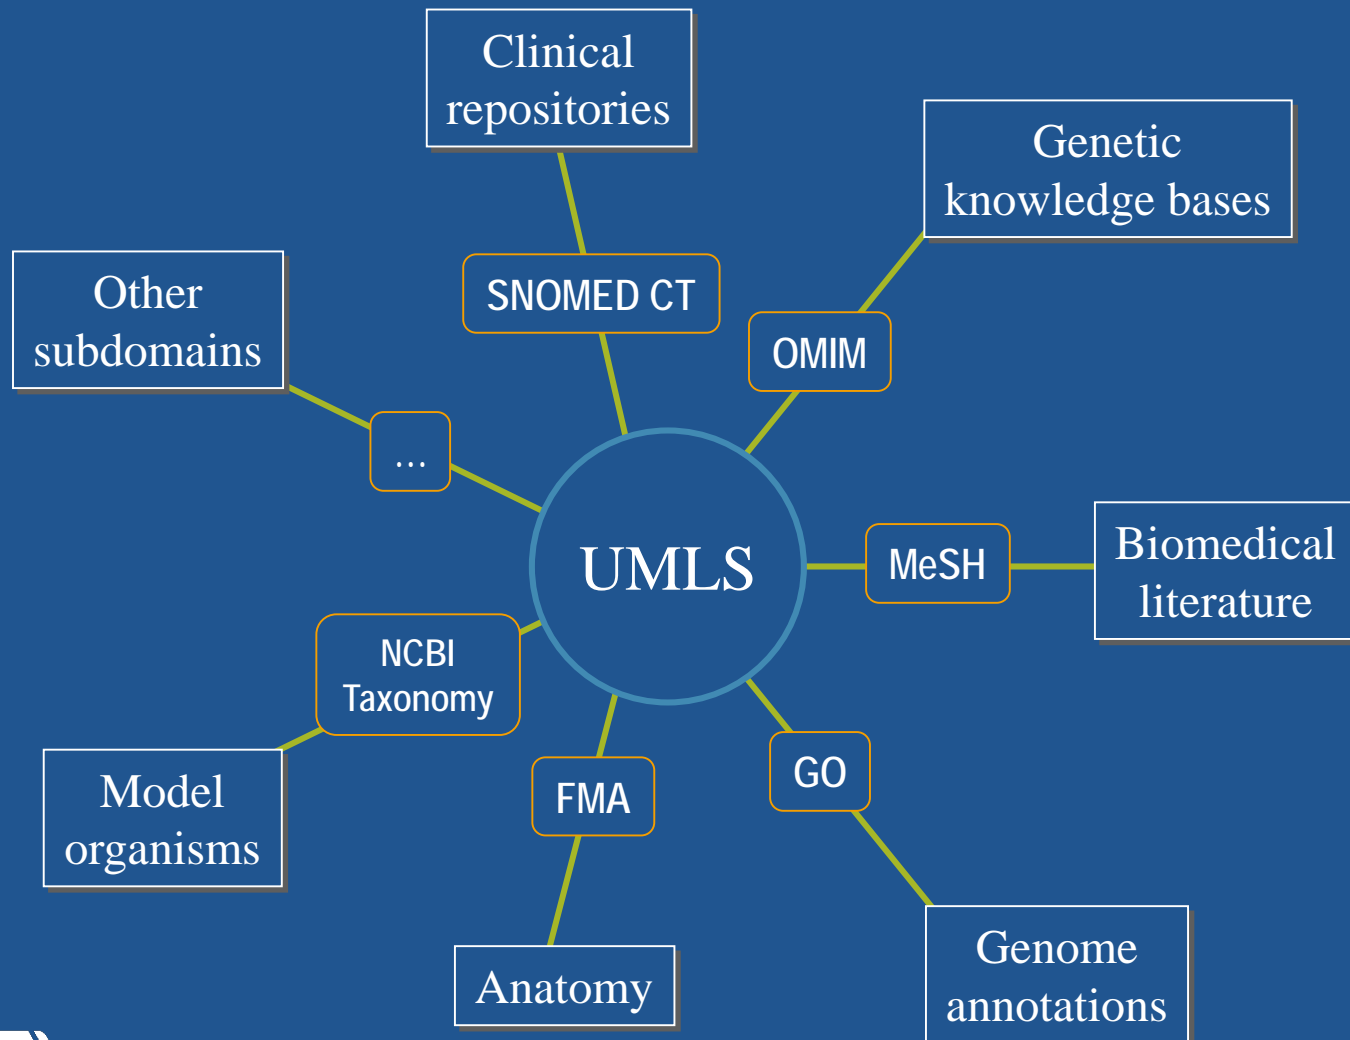 Clinical
repositories
Genetic
knowledge bases
Other
subdomains
SNOMED CT
OMIM
...
UMLS
MeSH
Biomedical
literature
NCBI
Taxonomy
FMA
GO
Model
organisms
Anatomy
Genome
annotations